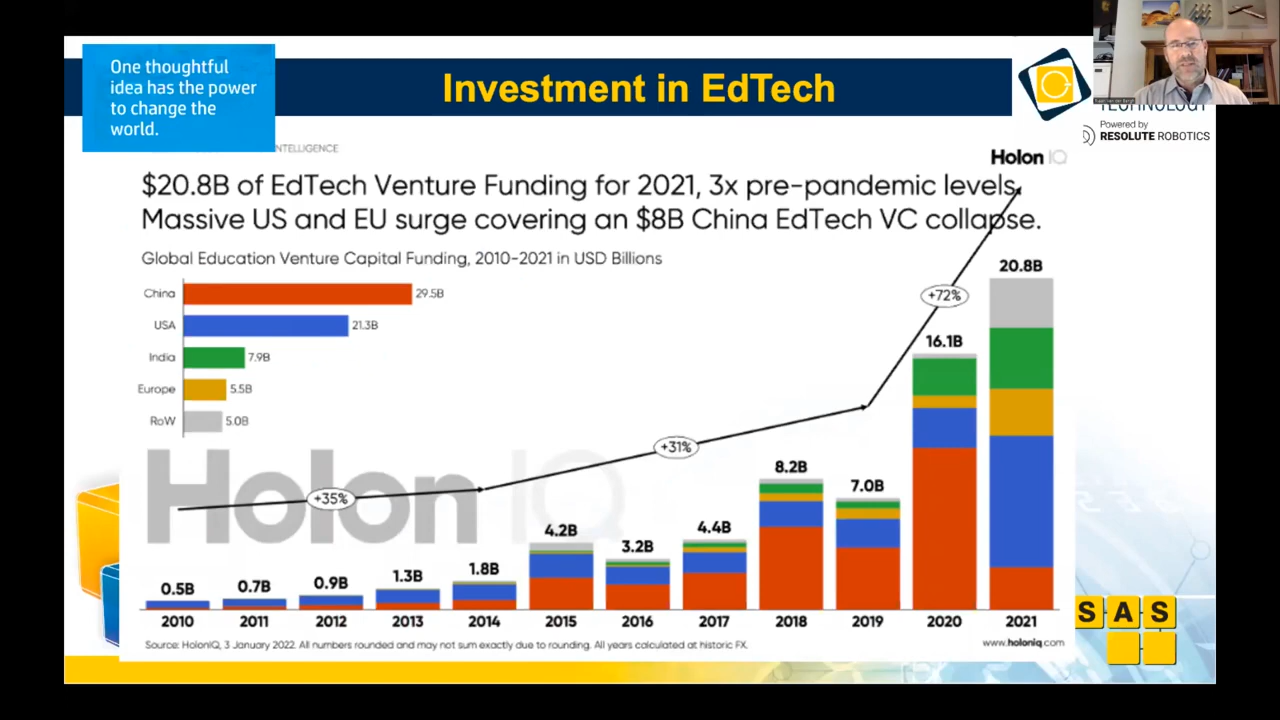 One thoughtful
idea has the power
to change the
world.
Investment in EdTech
TECHNOLOGY
Powered by
RESOLUTE ROBOTICS
NTELLIGENCE
Holon IQ
$20.8B of EdTech Venture Funding for 2021, 3x pre-pandemic levels.
Massive US and EU surge covering an $8B China EdTech VC collapse.
Global Education Venture Capital Funding, 2010-2021 in USD Billions
China 29.5B
USA 21.3B
India 7.9B
Europe 5.5B
RoW 5.0B
+72%
+31%
+35%
Holon IQ
0.5B 0.7B 0.9B 1.3B 1.8B 4.2B 3.2B 4.4B 8.2B 7.0B 16.1B 20.8B
2010 2011 2012 2013 2014 2015 2016 2017 2018 2019 2020 2021
Source: HolonIQ, 3 January 2022. All numbers rounded and may not sum exactly due to rounding. All years calculated at historic FX.
www.holoniq.com
SAS